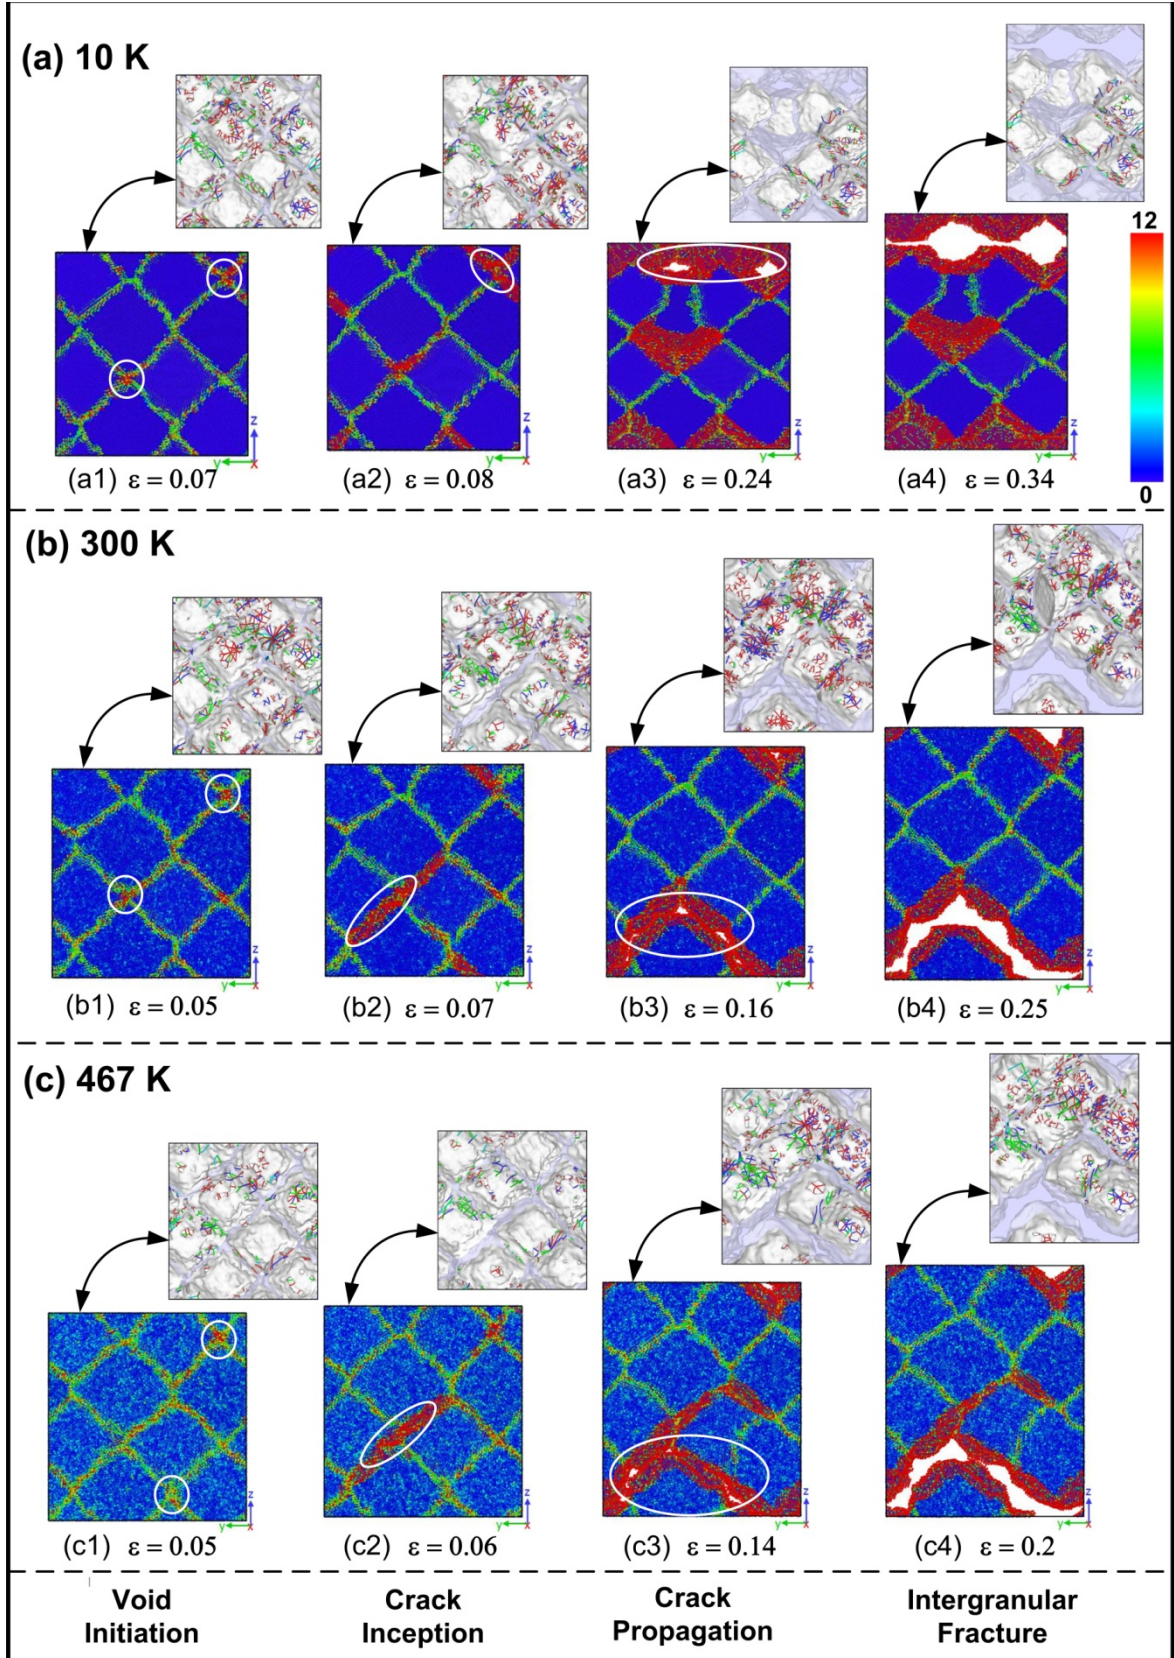 (a) 10 K
12
0
z
y
x
z
y
x
z
y
x
z
y
x
(a1) ε = 0.07
(a2) ε = 0.08
(a3) ε = 0.24
(a4) ε = 0.34
(b) 300 K
z
y
x
z
y
x
z
y
x
z
y
x
(b1) ε = 0.05
(b2) ε = 0.07
(b3) ε = 0.16
(b4) ε = 0.25
(c) 467 K
z
y
x
z
y
x
z
y
x
z
y
x
(c1) ε = 0.05
(c2) ε = 0.06
(c3) ε = 0.14
(c4) ε = 0.2
Void
Initiation
Crack
Inception
Crack
Propagation
Intergranular
Fracture